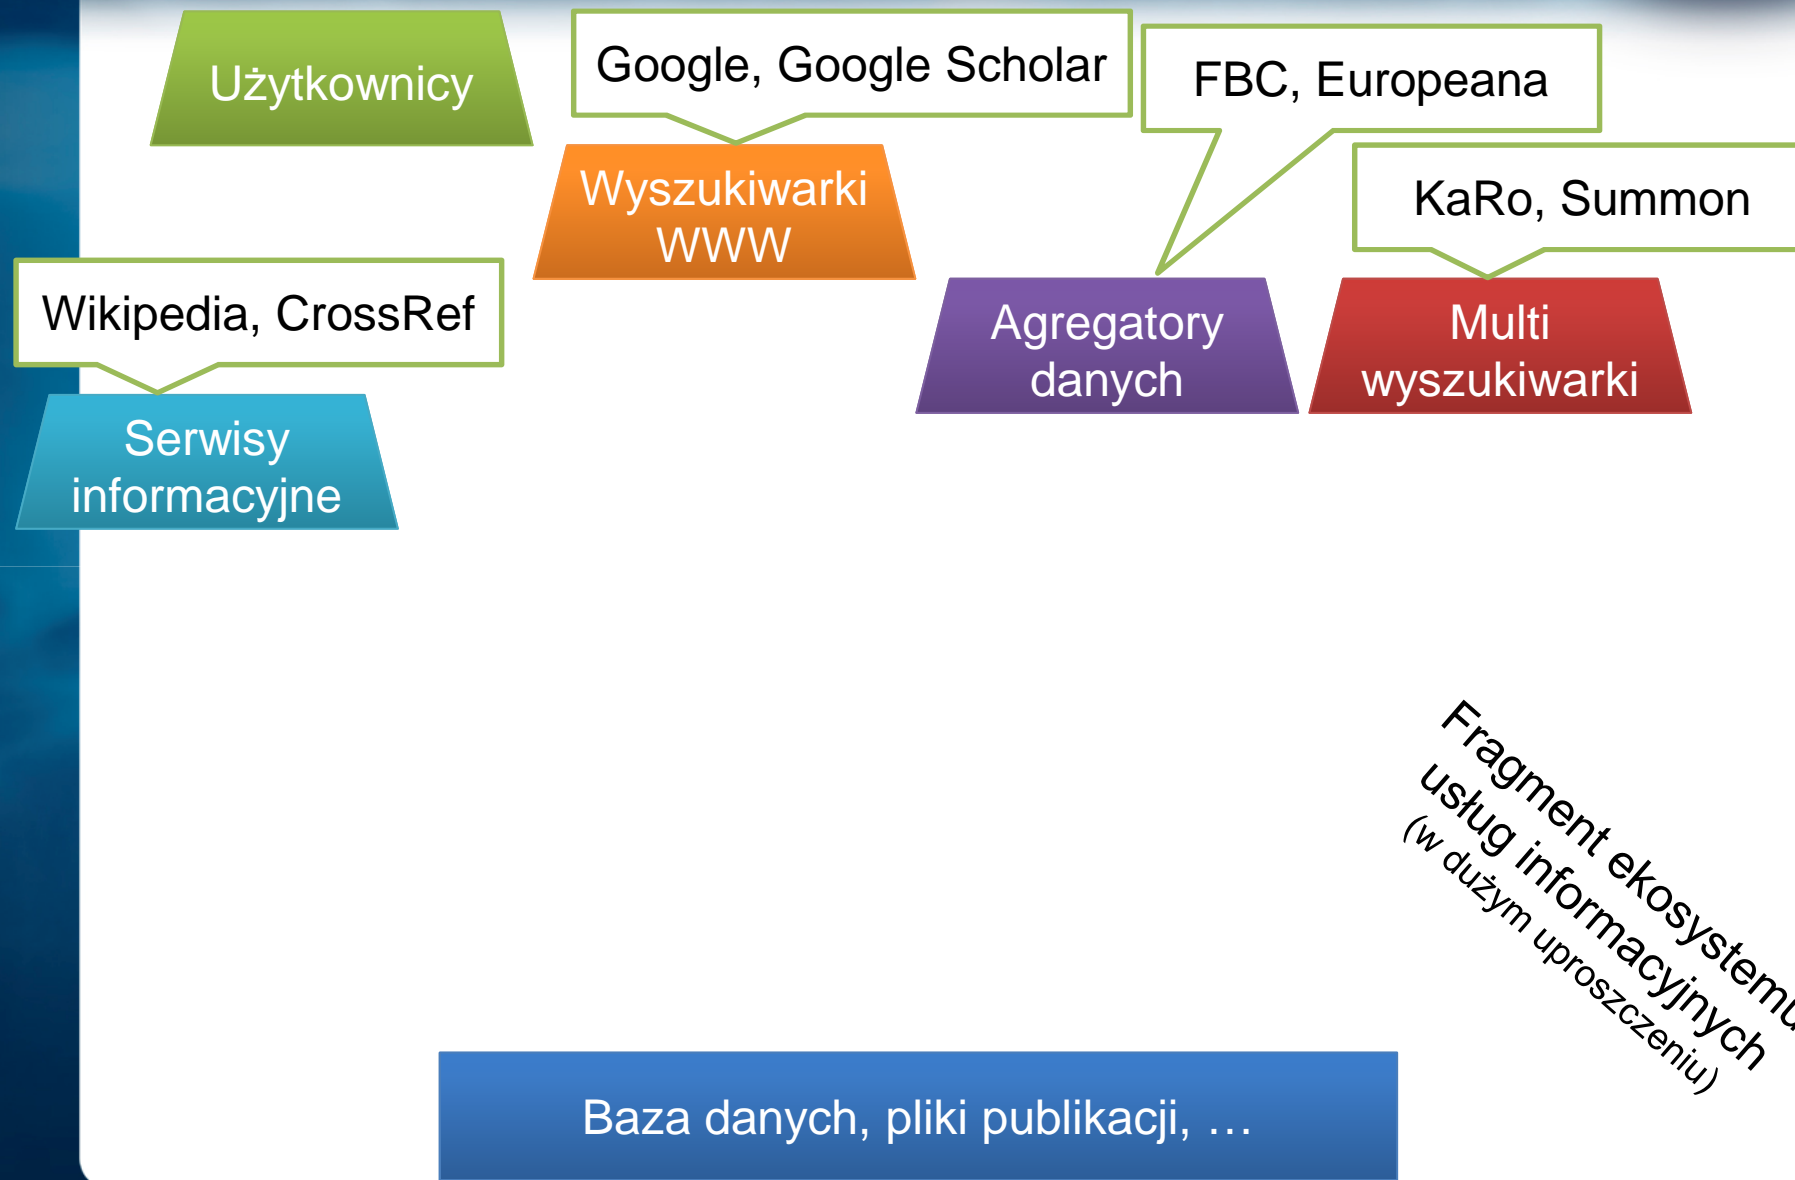 Użytkownicy
Google, Google Scholar
FBC, Europeana
Wyszukiwarki
WWW
KaRo, Summon
Wikipedia, CrossRef
Agregatory
danych
Multi
wyszukiwarki
Serwisy
informacyjne
Fragment ekosystemu
usług informacyjnych
(w dużym uproszczeniu)
Baza danych, pliki publikacji, …